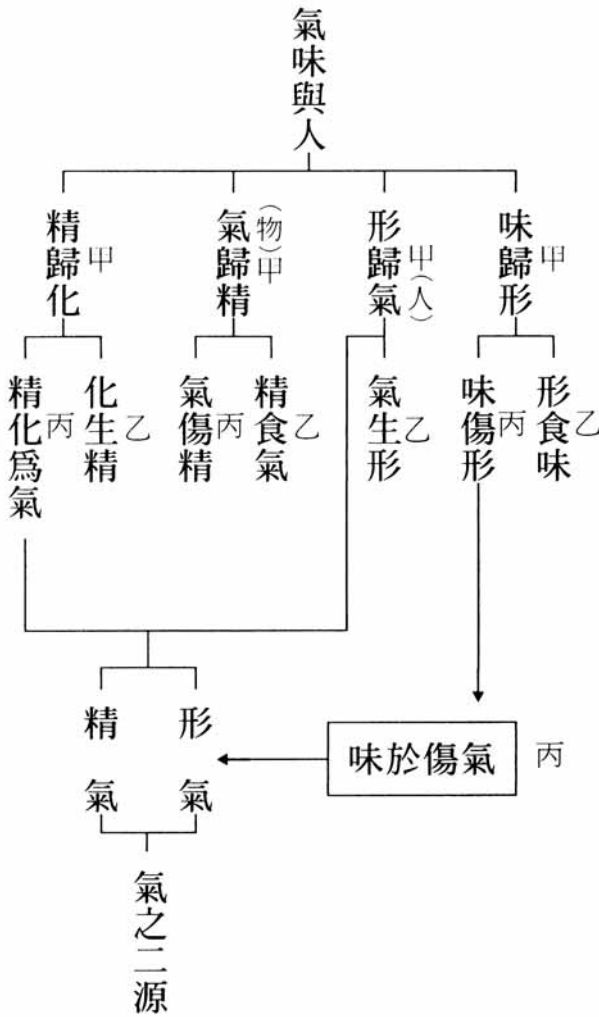 氣味與人
味歸形
甲
形歸氣
甲(人)
氣歸精
(物)甲
精歸化
甲
形食味
乙
味傷形
丙
氣生形
乙
精食氣
乙
氣傷精
丙
化生精
乙
精化為氣
丙
味於傷氣
丙
形氣
精氣
氣之二源